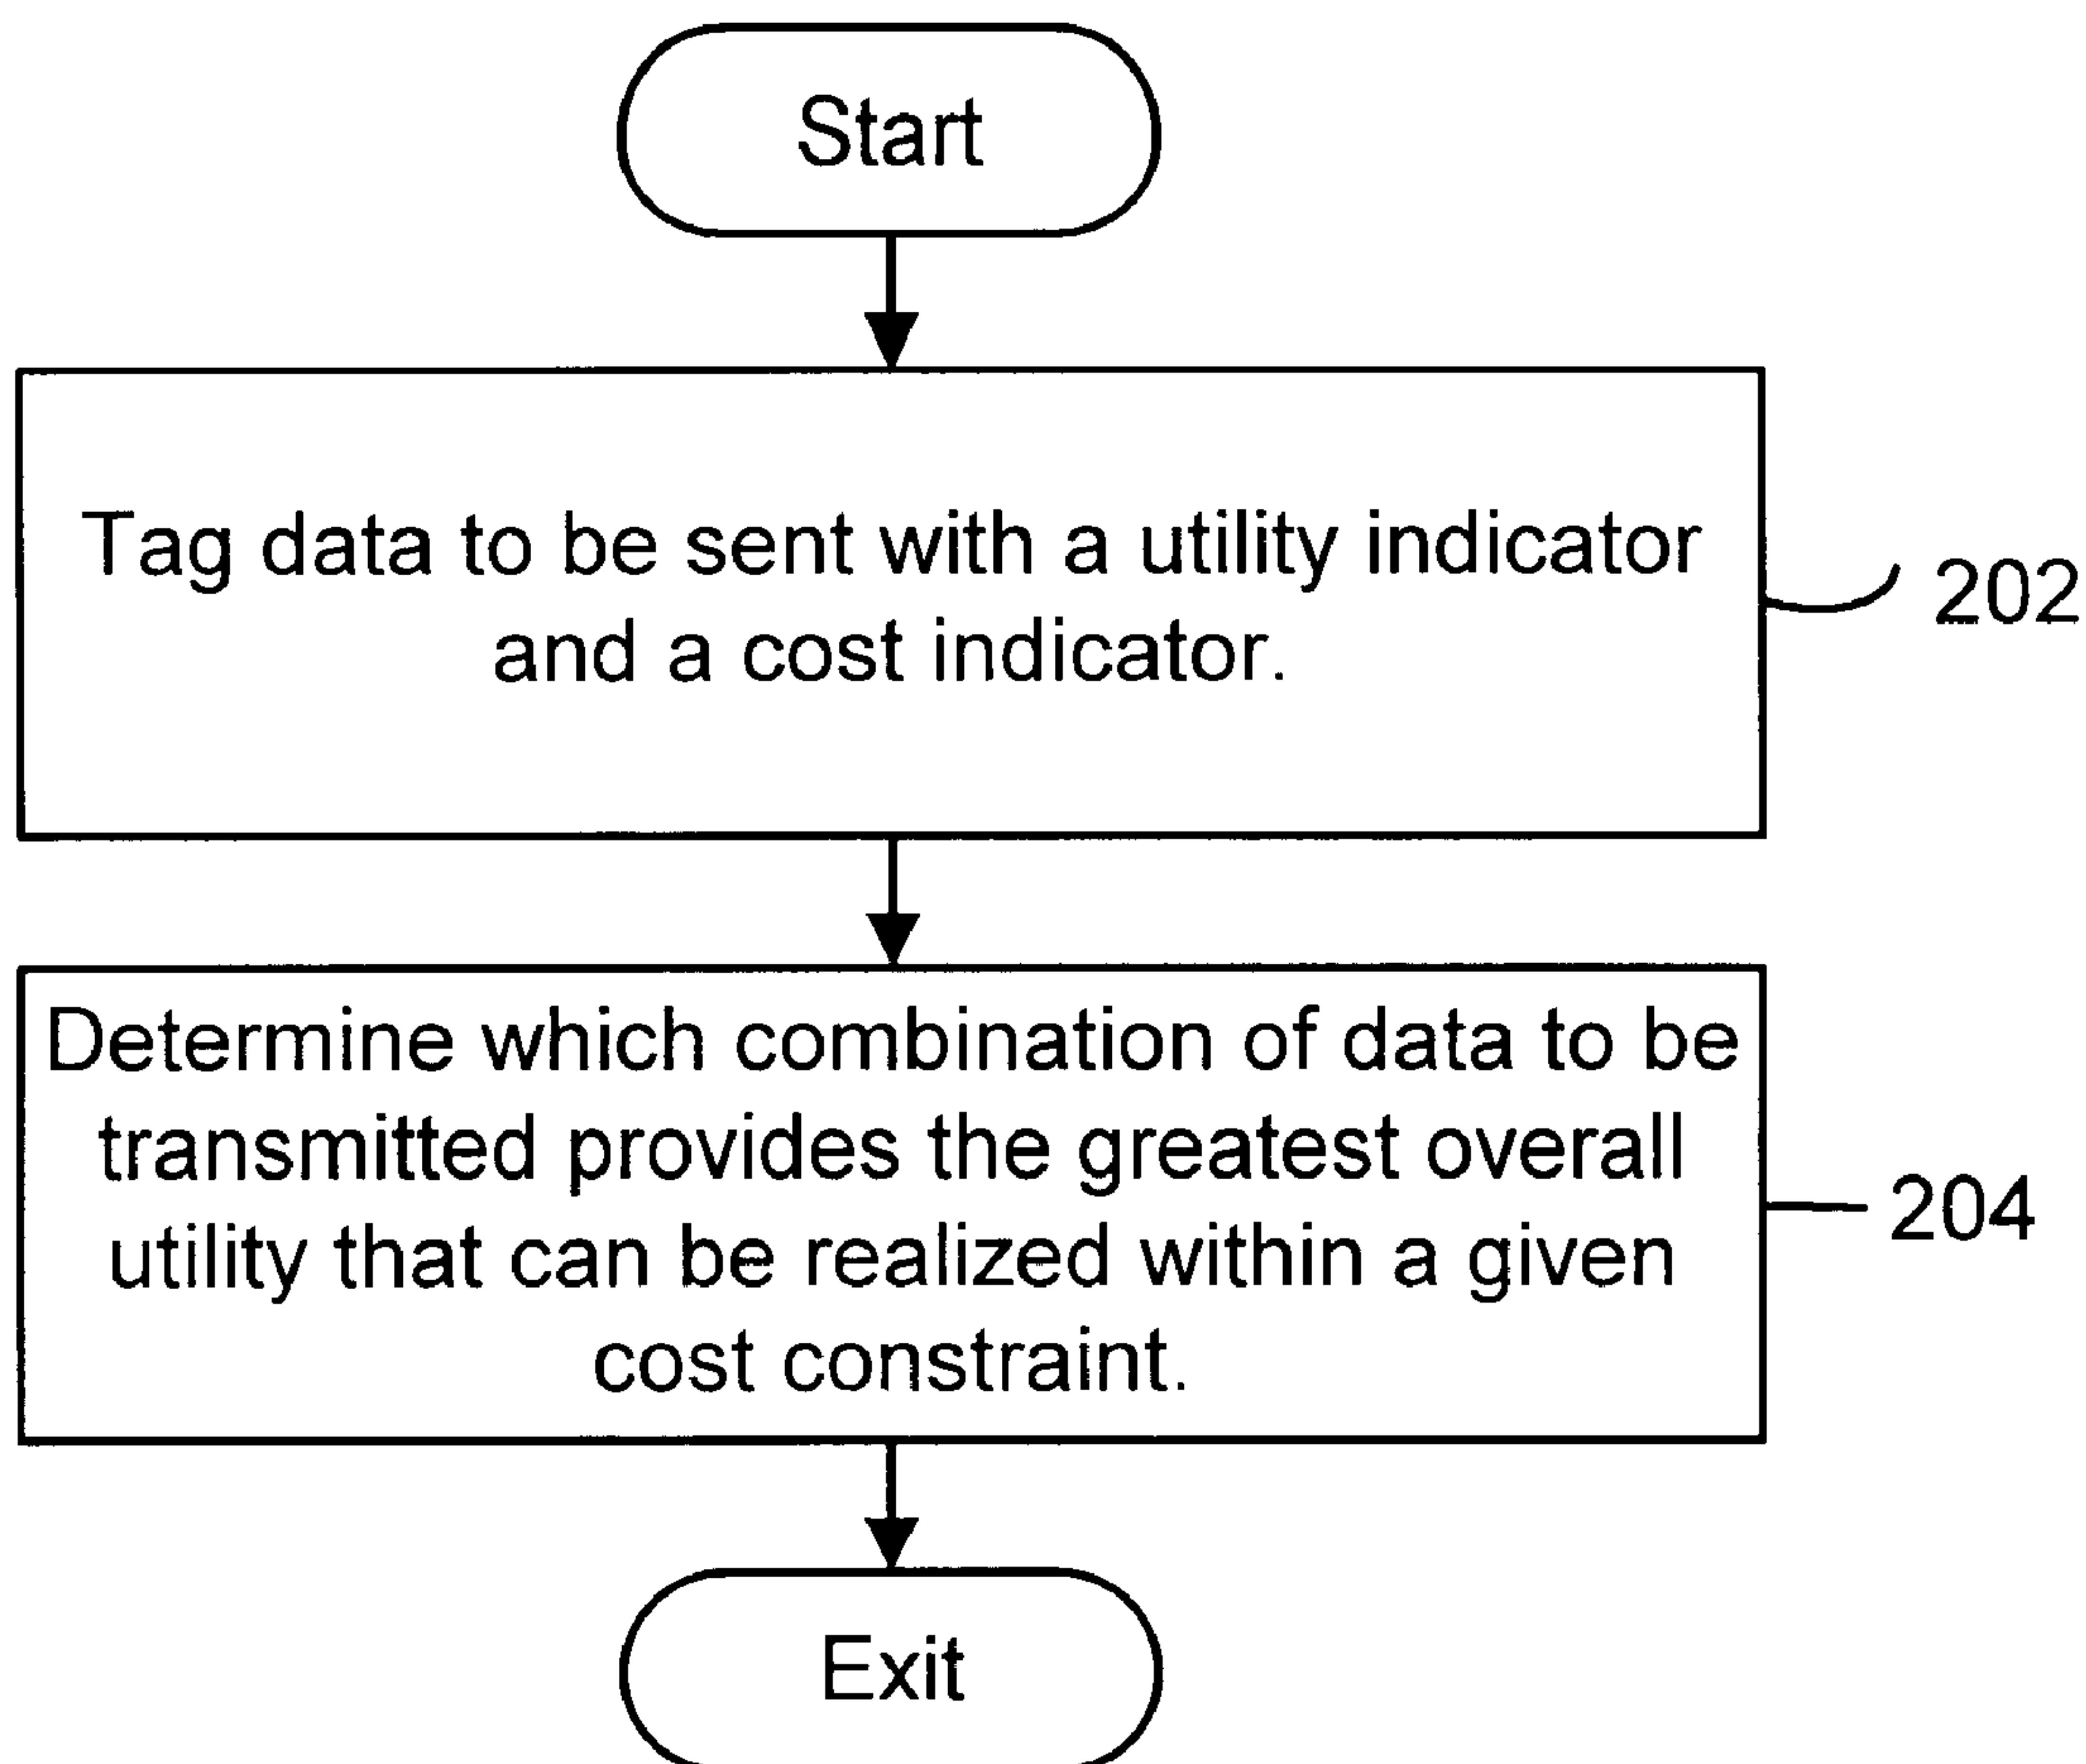 Start
Tag data to be sent with a utility indicator
and a cost indicator.
202
Determine which combination of data to be
transmitted provides the greatest overall
utility that can be realized within a given
cost constraint.
204
Exit